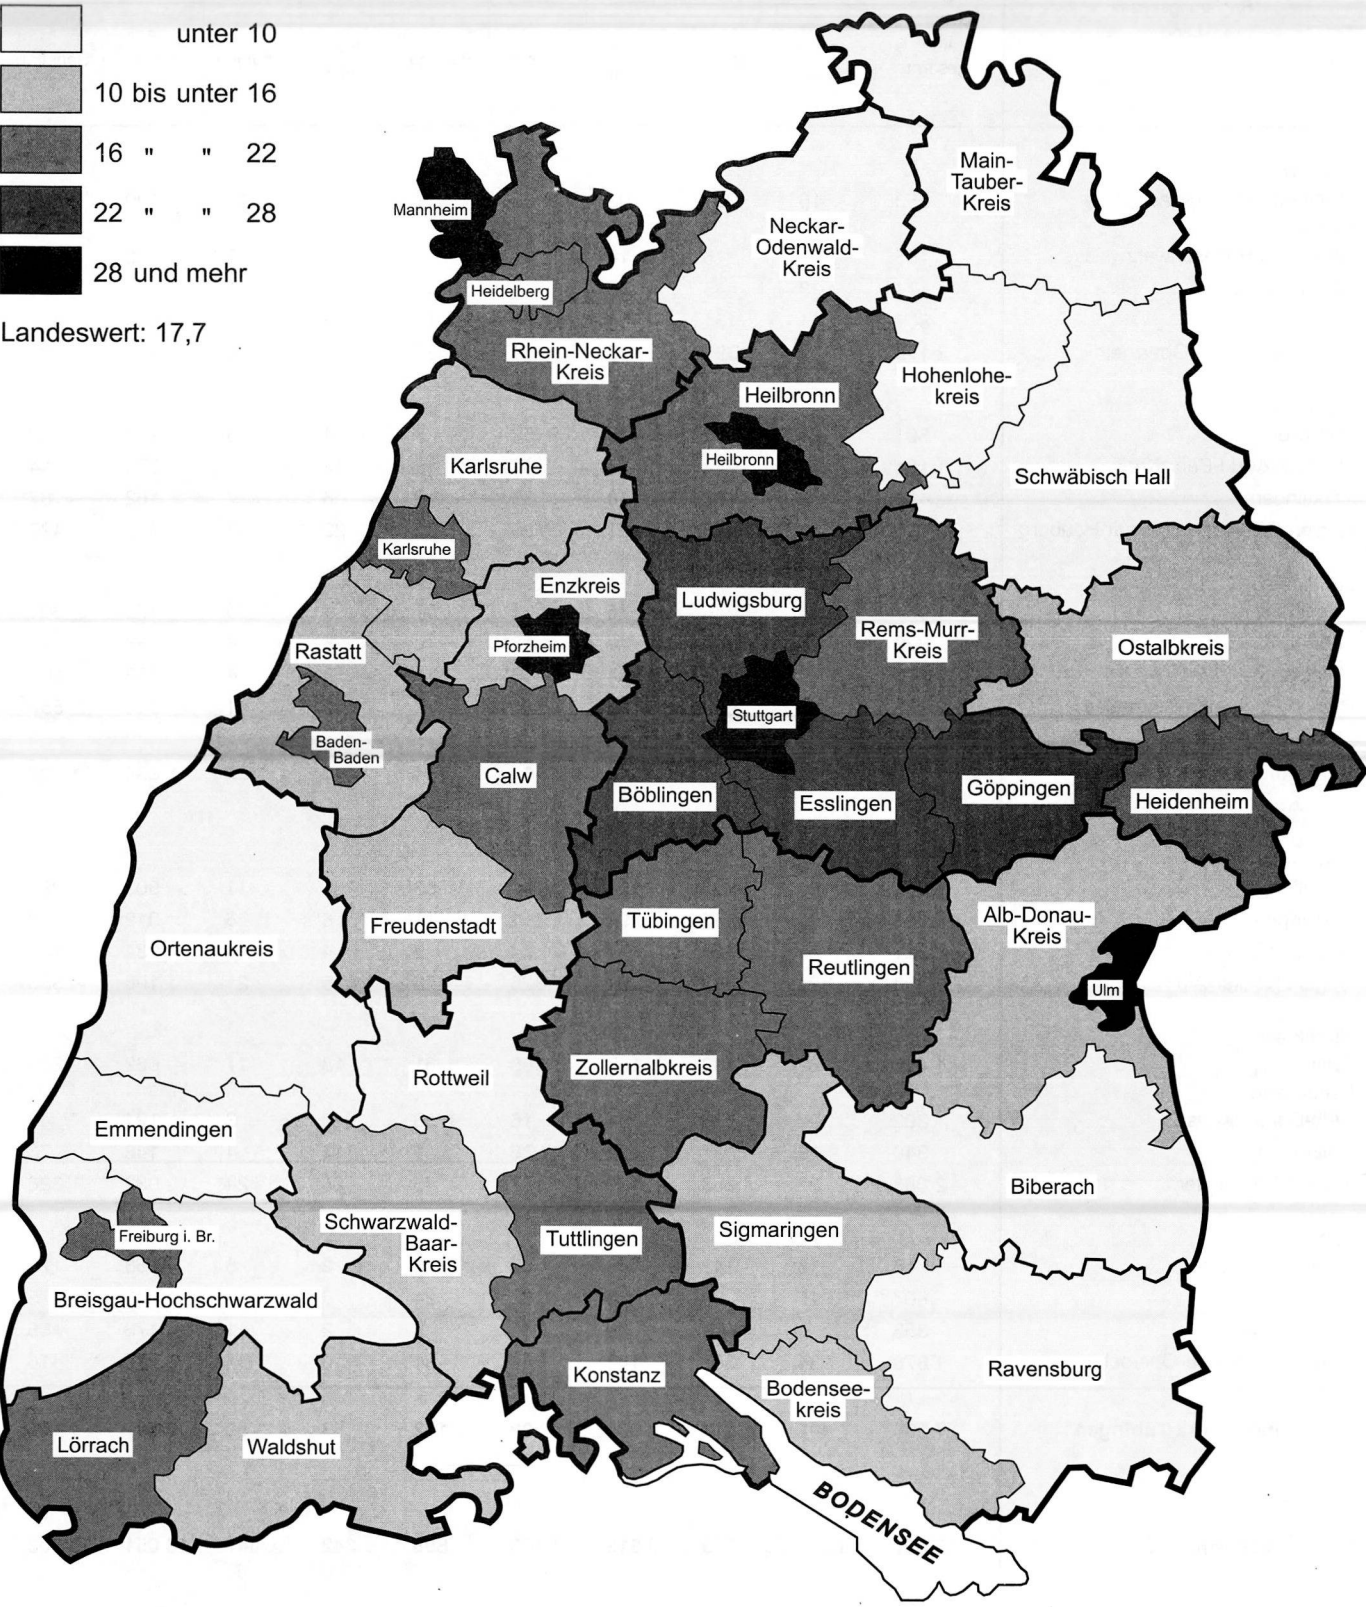 unter 10
10 bis unter 16
16 " " 22
22 " " 28
28 und mehr
Landeswert: 17,7
Main-
Tauber-
Kreis
Mannheim
Neckar-
Odenwald-
Kreis
Heidelberg
Rhein-Neckar-
Kreis
Heilbronn
Hohenlohe-
kreis
Karlsruhe
Heilbronn
Schwäbisch Hall
Karlsruhe
Enzkreis
Ludwigsburg
Rems-Murr-
Kreis
Ostalbkreis
Rastatt
Pforzheim
Stuttgart
Baden-
Baden
Calw
Böblingen
Esslingen
Göppingen
Heidenheim
Freudenstadt
Tübingen
Alb-Donau-
Kreis
Ortenaukreis
Reutlingen
Ulm
Rottweil
Zollernalbkreis
Emmendingen
Biberach
Schwarzwald-
Baar-
Kreis
Freiburg i. Br.
Tuttlingen
Sigmaringen
Breisgau-Hochschwarzwald
Konstanz
Bodensee-
kreis
Ravensburg
Lörrach
Waldshut
BODENSEE